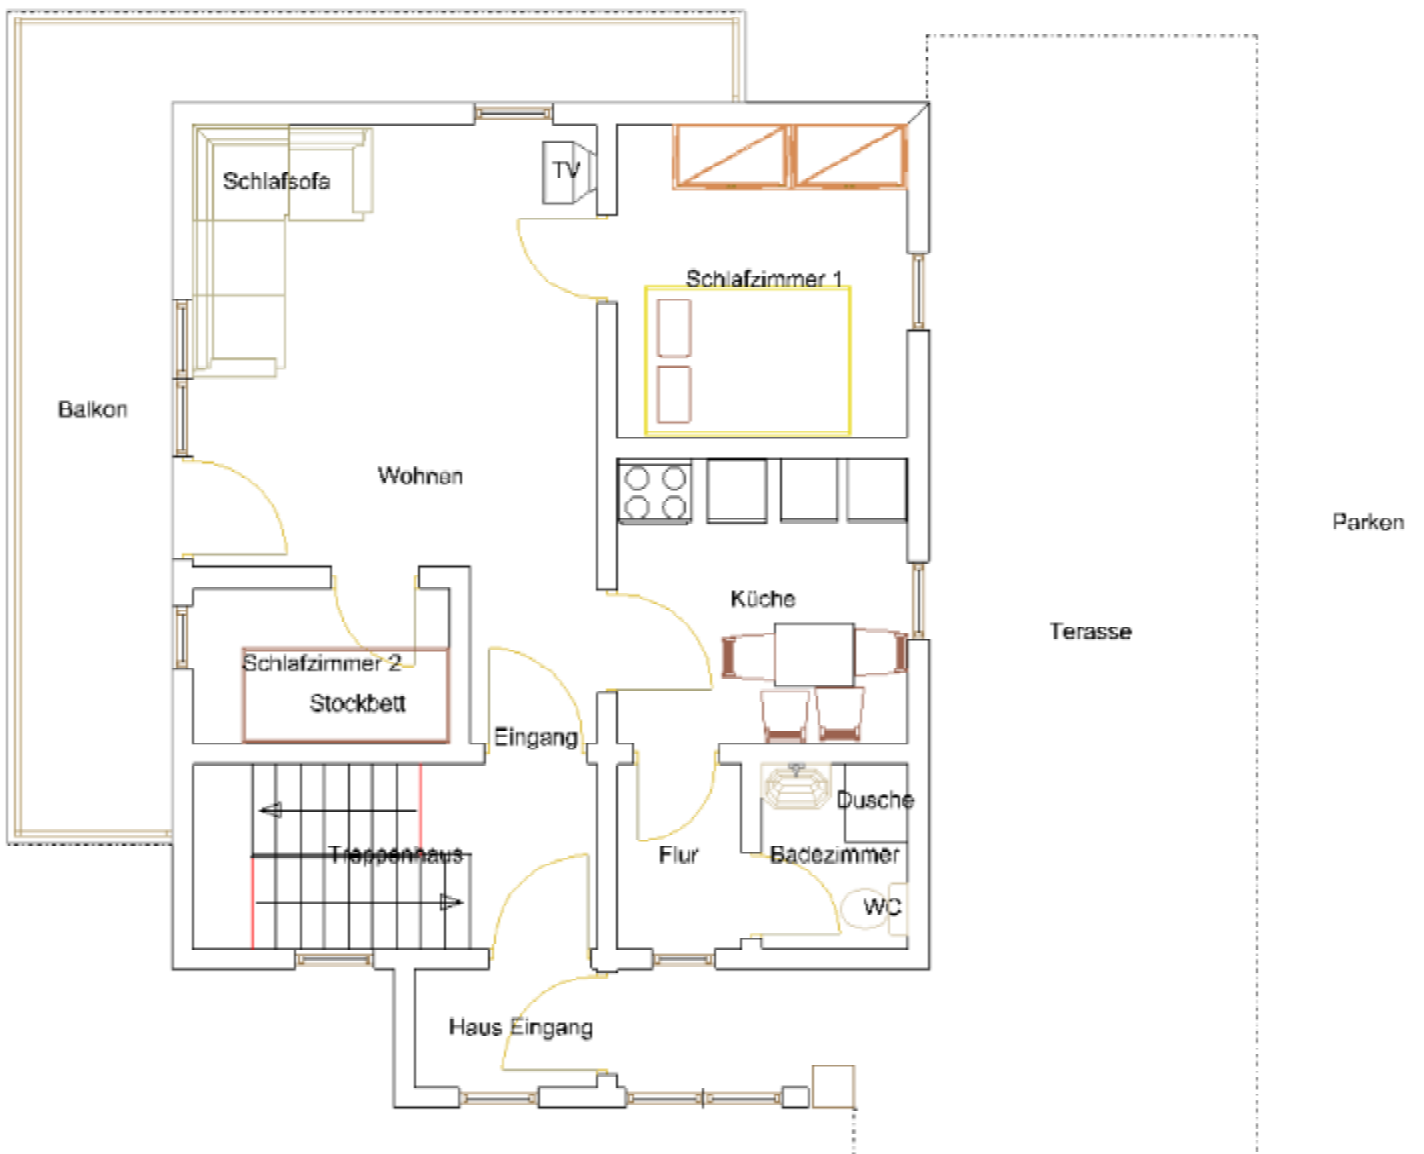 TV
Schlafsofa
Schlafzimmer 1
Balkon
Wohnen
Parken
Küche
Terasse
Schlafzimmer 2
Stockbett
Eingang
Dusche
Treppenhaus
Flur
Badezimmer
WC
Haus Eingang